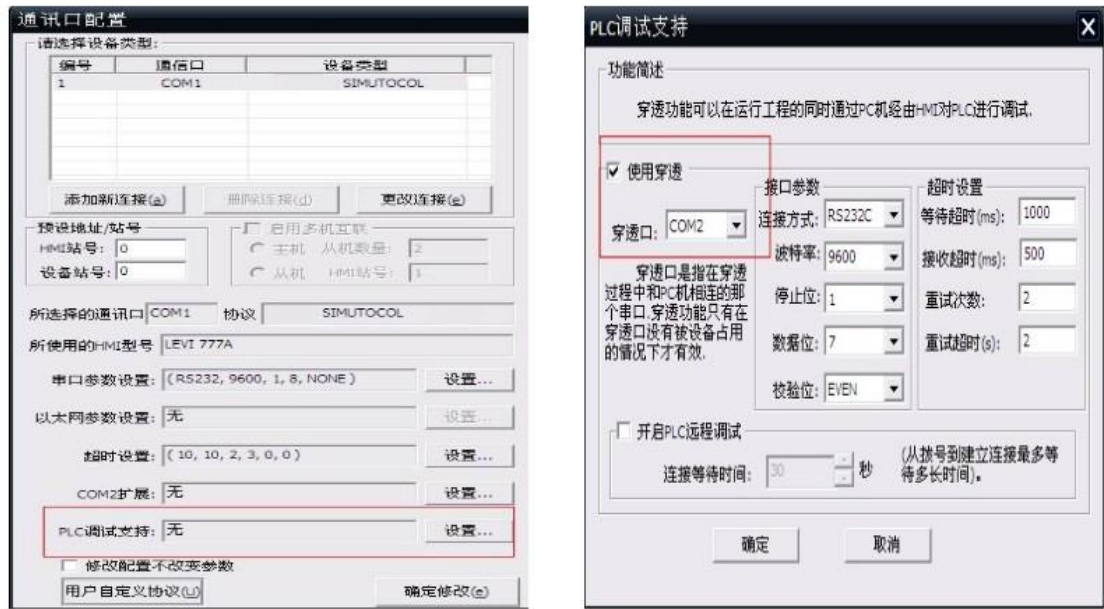 通讯口配置
请选择设备类型:
编号 通信口 设备类型
1 COM1 SIMUTOCOL
添加新连接(a) 删除连接(d) 更改连接(e)
预设地址/站号
HMI站号: 0
设备站号: 0
启用多机互联
主机 从机数量: 2
从机 HMI站号: 1
所选择的通讯口 COM1 协议 SIMUTOCOL
所使用的HMI型号 LEVI 777A
串口参数设置: (RS232, 9600, 1, 8, NONE) 设置...
以太网参数设置: 无 设置...
超时设置: (10, 10, 2, 3, 0, 0) 设置...
COM2扩展: 无 设置...
PLC调试支持: 无 设置...
修改配置不改变参数
用户自定义协议(u) 确定修改(e)
PLC调试支持
功能简述
穿透功能可以在运行工程的同时通过PC机经由HMI对PLC进行调试.
使用穿透
穿透口: COM2
穿透口是指在穿透
过程中和PC机相连的那
个串口.穿透功能只有在
穿透口没有被设备占用
的情况下才有效.
接口参数
连接方式: RS232C
波特率: 9600
停止位: 1
数据位: 7
校验位: EVEN
超时设置
等待超时(ms): 1000
接收超时(ms): 500
重试次数: 2
重试超时(s): 2
开启PLC远程调试
连接等待时间: 30 秒
(从拨号到建立连接最多等
待多长时间)。
确定 取消